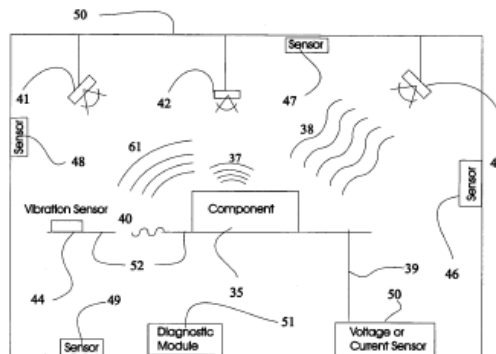 50
Sensor
41
42
47
38
4
Sensor
48
61
37
Sensor
Vibration Sensor
40
Component
52
39
46
44
35
49
50
51
Sensor
Diagnostic
Module
Voltage or
Current Sensor